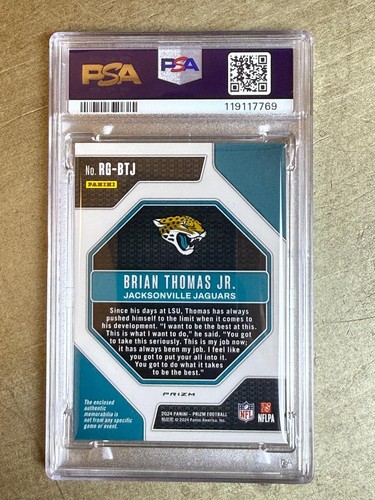 PSA
PSA
119117769
No. RG-BTJ
PANINI
BRIAN THOMAS JR.
JACKSONVILLE JAGUARS
Since his days at LSU, Thomas has always
pushed himself to the limit when it comes to
his development. "I want to be the best at this.
This is what I want to do," he said. "You got
to take this seriously. This is my job now;
it has always been my job. I feel like
you got to put your all into it.
You got to do what it takes
to be the best."
PRIZM
The enclosed
authentic
memorabilia is
not from any specific
game or event.
2024 PANINI - PRIZM FOOTBALL
© 2024 Panini America, Inc.
NFL
NFLPA